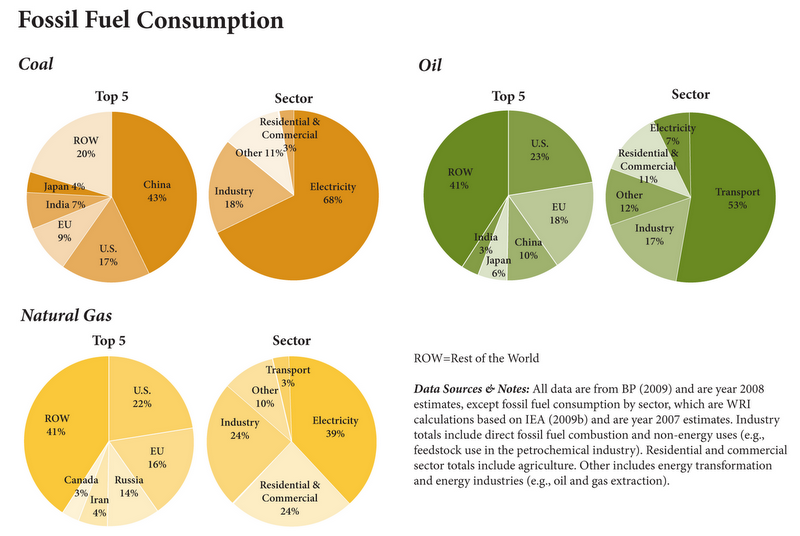 Fossil Fuel Consumption
Coal
Top 5
ROW
20%
China
43%
Japan 4%
India 7%
EU
9%
U.S.
17%
Sector
Residential &
Commercial
3%
Other 11%
Industry
18%
Electricity
68%
Oil
Top 5
U.S.
23%
ROW
41%
EU
18%
India
3%
China
10%
Japan
6%
Sector
Electricity
7%
Residential &
Commercial
11%
Transport
53%
Other
12%
Industry
17%
Natural Gas
Top 5
U.S.
22%
ROW
41%
EU
16%
Canada
3%
Russia
14%
Iran
4%
Sector
Transport
3%
Other
10%
Industry
24%
Electricity
39%
Residential &
Commercial
24%
ROW=Rest of the World
Data Sources & Notes: All data are from BP (2009) and are year 2008
estimates, except fossil fuel consumption by sector, which are WRI
calculations based on IEA (2009b) and are year 2007 estimates. Industry
totals include direct fossil fuel combustion and non-energy uses (e.g.,
feedstock use in the petrochemical industry). Residential and commercial
sector totals include agriculture. Other includes energy transformation
and energy industries (e.g., oil and gas extraction).